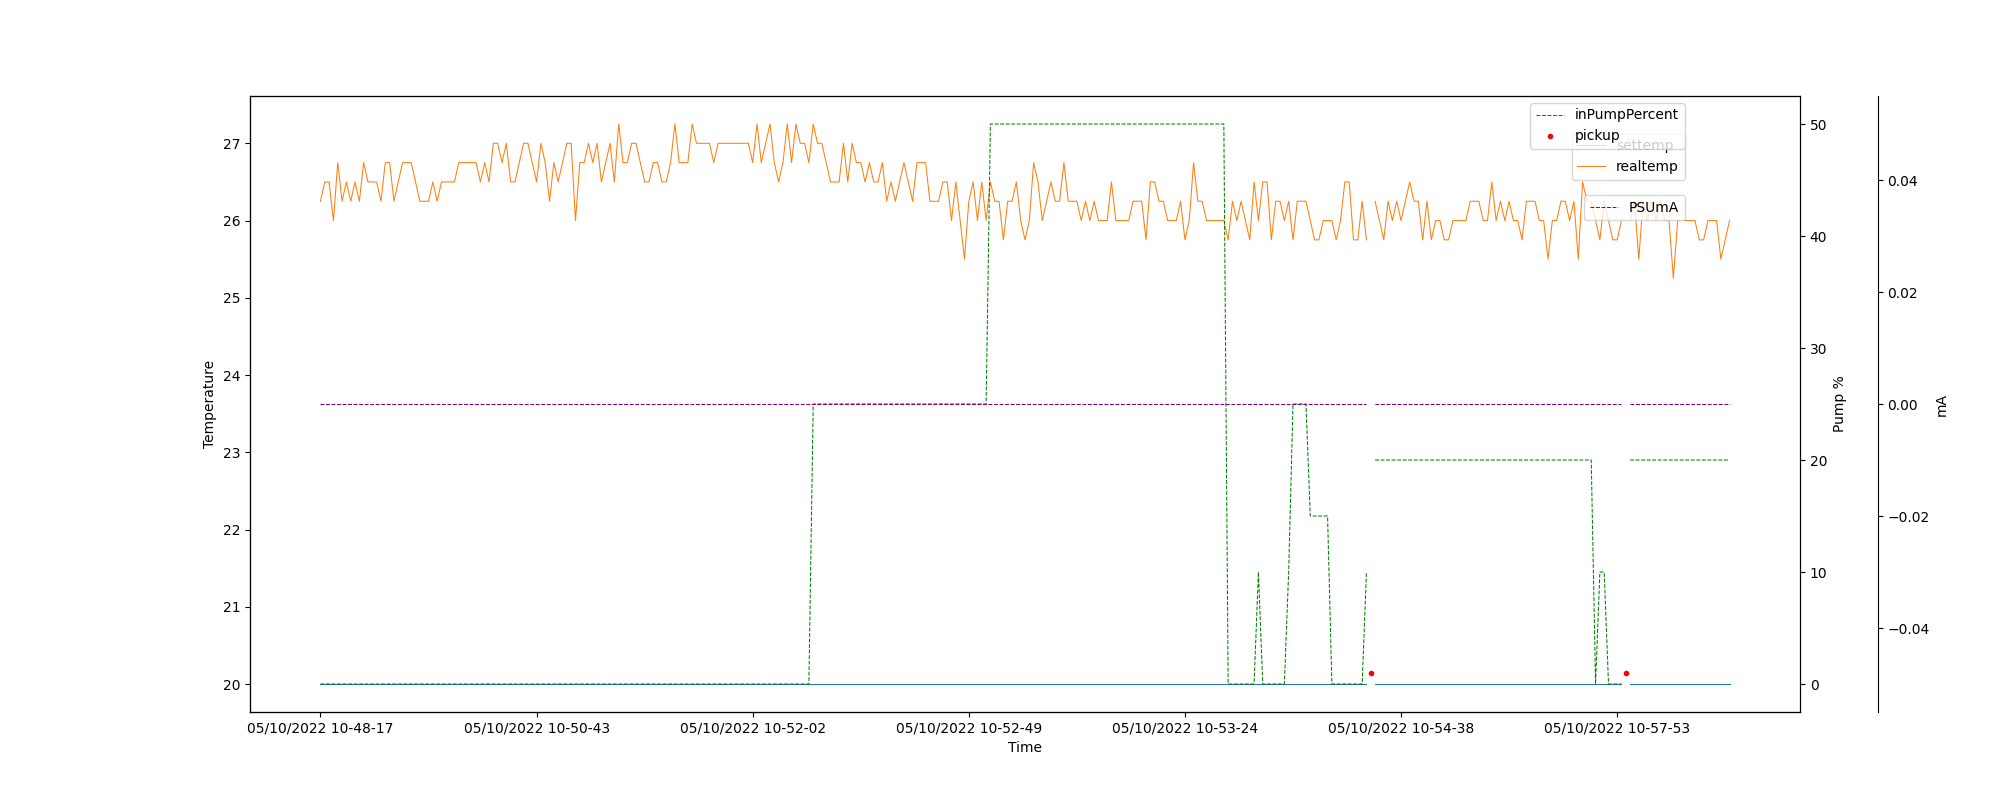 inPumpPercent
pickup
settemp
realtemp
PSUmA
27
26
25
24
23
22
21
20
Temperature
50
40
30
20
10
0
Pump %
0.04
0.02
0.00
−0.02
−0.04
mA
05/10/2022 10-48-17
05/10/2022 10-50-43
05/10/2022 10-52-02
05/10/2022 10-52-49
05/10/2022 10-53-24
05/10/2022 10-54-38
05/10/2022 10-57-53
Time